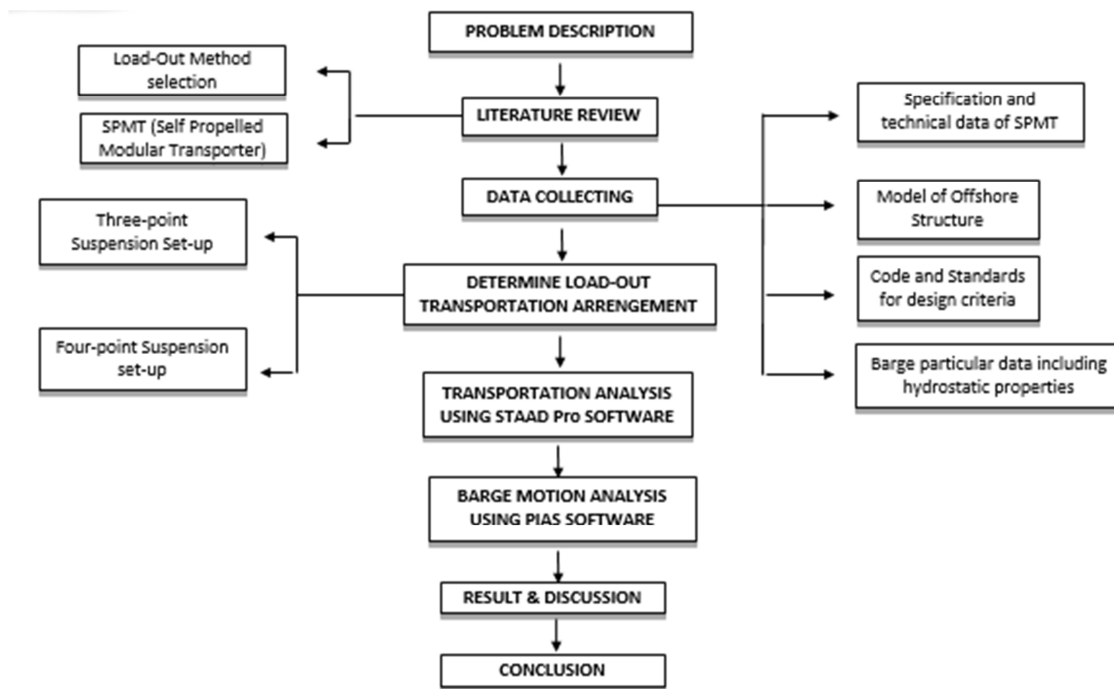 PROBLEM DESCRIPTION
Load-Out Method
selection
LITERATURE REVIEW
SPMT (Self Propelled
Modular Transporter)
Specification and
technical data of SPMT
DATA COLLECTING
Model of Offshore
Structure
Three-point
Suspension Set-up
DETERMINE LOAD-OUT
TRANSPORTATION ARRENGEMENT
Code and Standards
for design criteria
Four-point Suspension
set-up
Barge particular data including
hydrostatic properties
TRANSPORTATION ANALYSIS
USING STAAD Pro SOFTWARE
BARGE MOTION ANALYSIS
USING PIAS SOFTWARE
RESULT & DISCUSSION
CONCLUSION